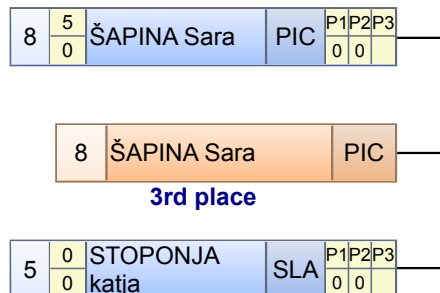 8 5 0 ŠAPINA Sara PIC P1 P2 P3 0 0
8 ŠAPINA Sara PIC
3rd place
5 0 0 STOPONJA katja SLA P1 P2 P3 0 0